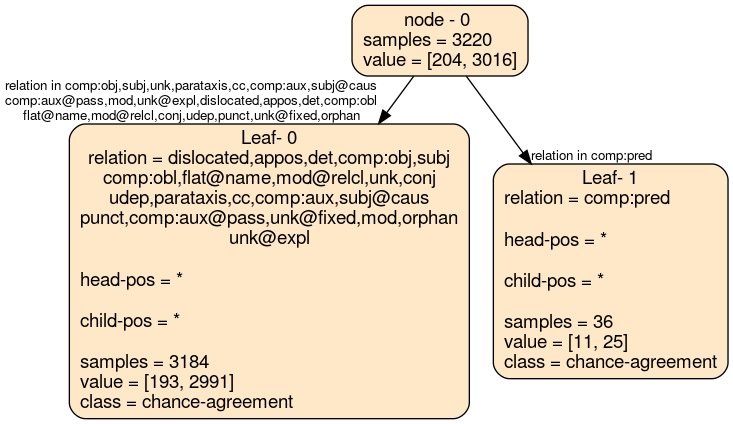 node - 0
samples = 3220
value = [204, 3016]
relation in comp:obj,subj,unk,parataxis,cc,comp:aux,subj@caus
comp:aux@pass,mod,unk@expl,dislocated,appos,det,comp:obl
flat@name,mod@relcl,conj,udep,punct,unk@fixed,orphan
relation in comp:pred
Leaf- 0
relation = dislocated,appos,det,comp:obj,subj
comp:obl,flat@name,mod@relcl,unk,conj
udep,parataxis,cc,comp:aux,subj@caus
punct,comp:aux@pass,unk@fixed,mod,orphan
unk@expl
head-pos = *
child-pos = *
samples = 3184
value = [193, 2991]
class = chance-agreement
Leaf- 1
relation = comp:pred
head-pos = *
child-pos = *
samples = 36
value = [11, 25]
class = chance-agreement